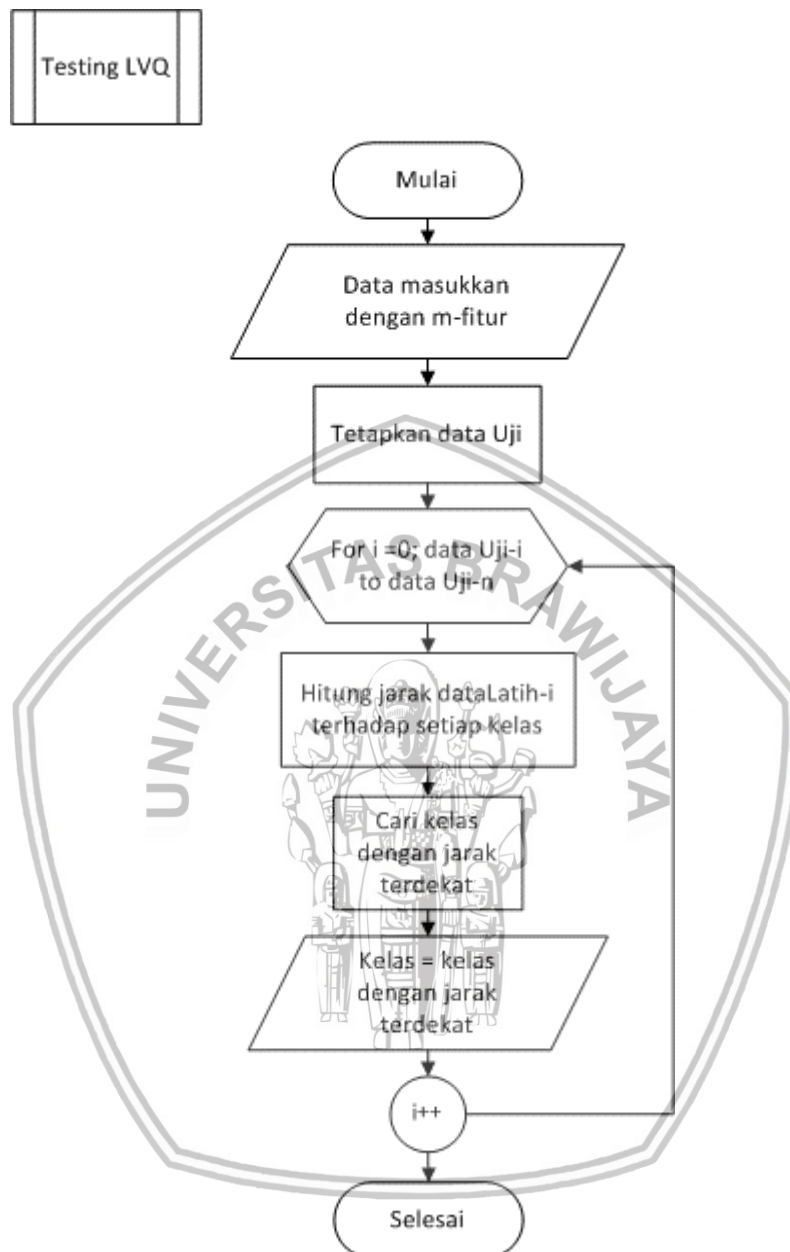 Testing LVQ
Mulai
Data masukkan
dengan m-fitur
Tetapkan data Uji
For i =0; data Uji-i
to data Uji-n
Hitung jarak dataLatih-i
terhadap setiap Kelas
Cari kelas
dengan jarak
terdekat
Kelas = kelas
dengan jarak
terdekat
i++
Selesai
UNIVERSITAS BRAWIJAYA